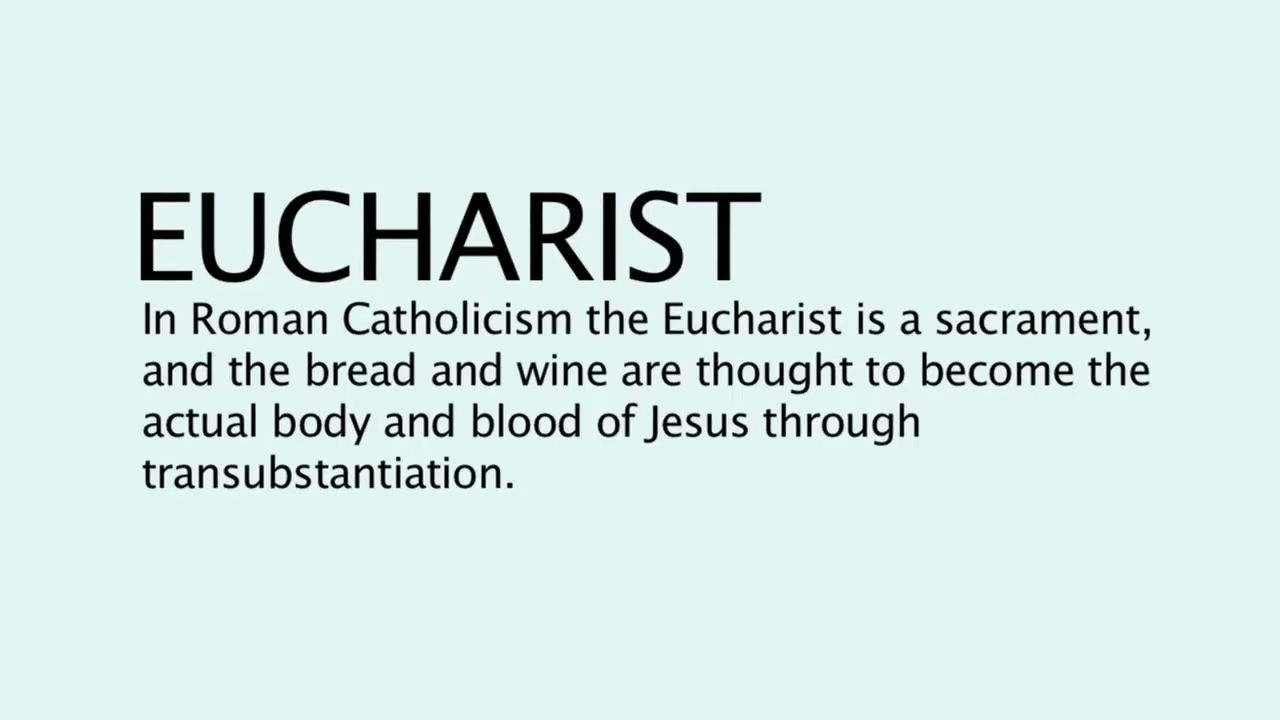 EUCHARIST
In Roman Catholicism the Eucharist is a sacrament,
and the bread and wine are thought to become the
actual body and blood of Jesus through
transubstantiation.